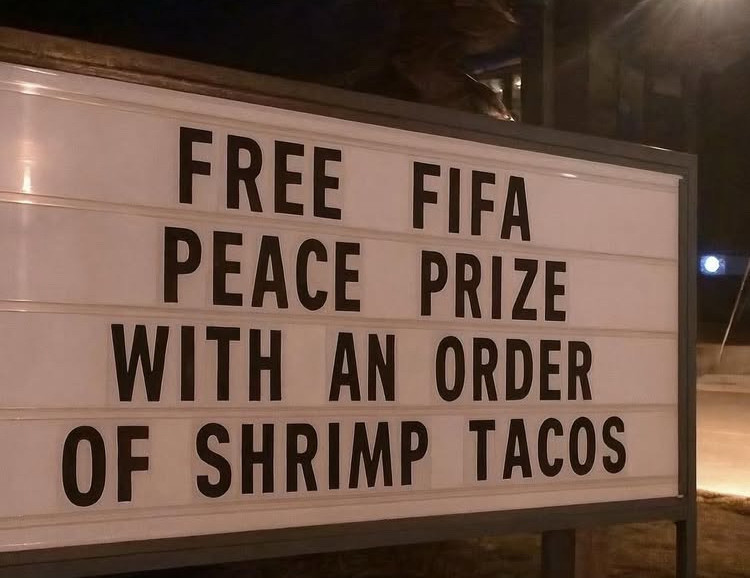 FREE FIFA
PEACE PRIZE
WITH AN ORDER
OF SHRIMP TACOS